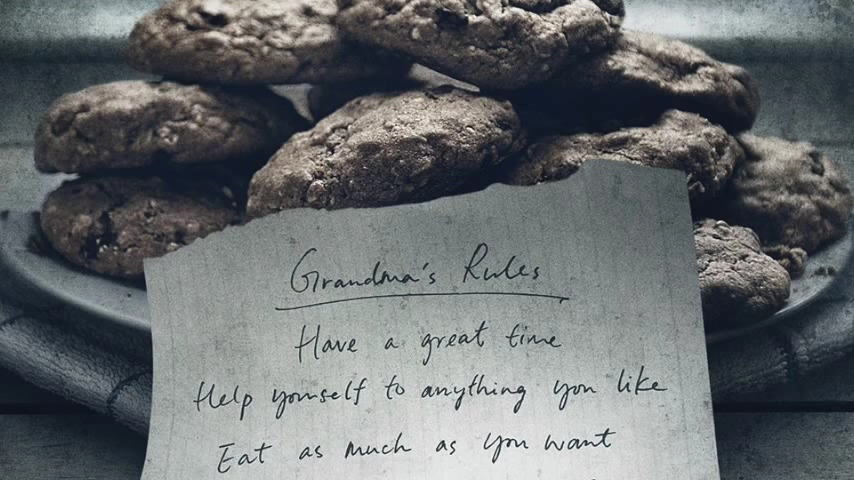 Grandma's Rules
Have a great time
Help yourself to anything you like
Eat as much as you want